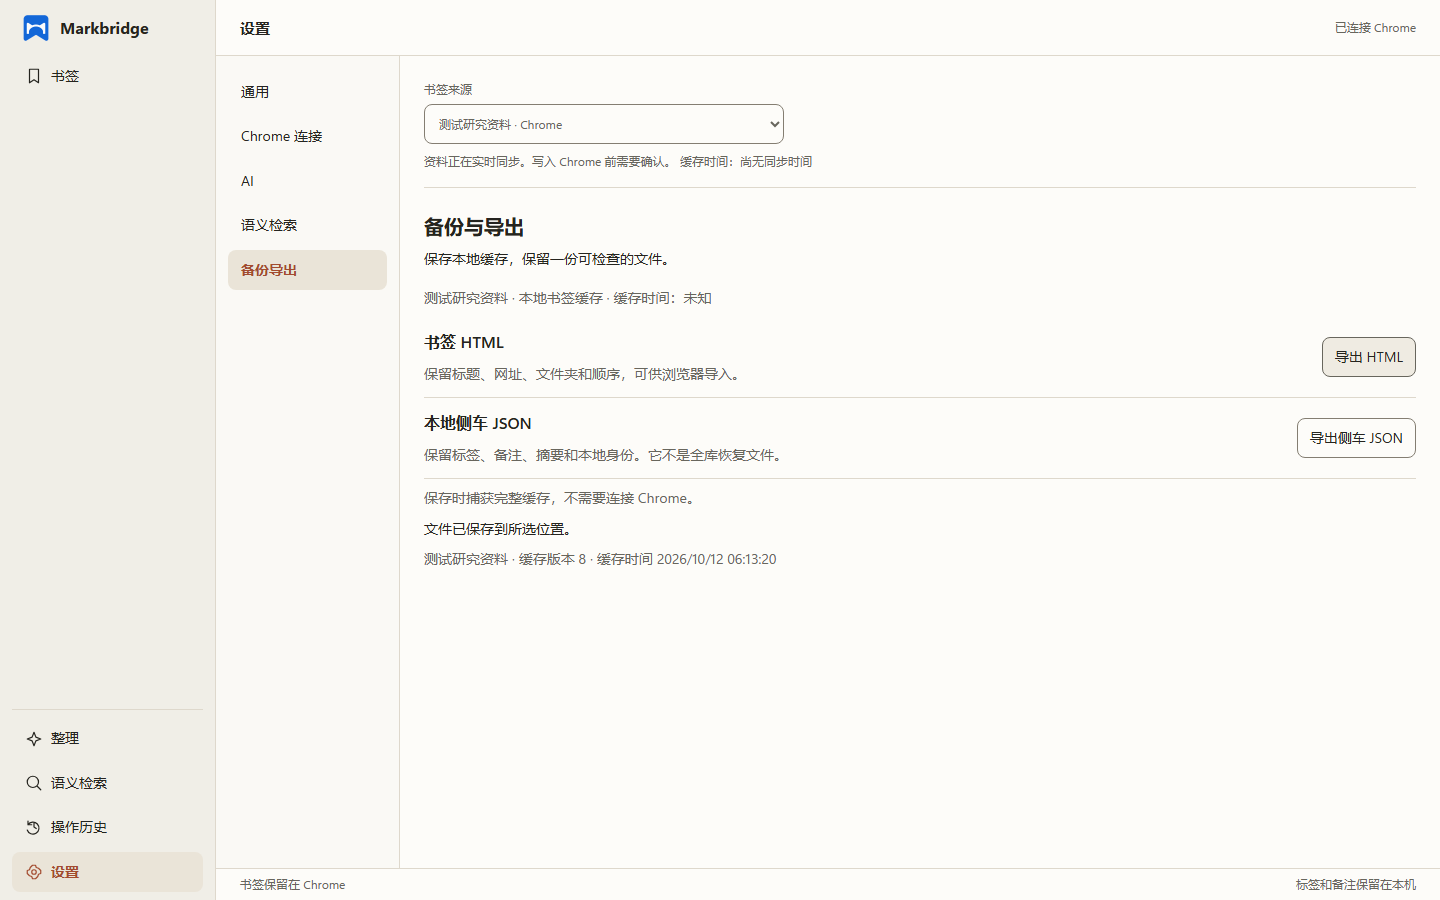 Markbridge
书签
整理
语义检索
操作历史
设置
设置
已连接 Chrome
通用
Chrome 连接
AI
语义检索
备份导出
书签来源
测试研究资料 · Chrome
资料正在实时同步。写入 Chrome 前需要确认。 缓存时间：尚无同步时间
备份与导出
保存本地缓存，保留一份可检查的文件。
测试研究资料 · 本地书签缓存 · 缓存时间：未知
书签 HTML
保留标题、网址、文件夹和顺序，可供浏览器导入。
导出 HTML
本地侧车 JSON
保留标签、备注、摘要和本地身份。它不是全库恢复文件。
导出侧车 JSON
保存时捕获完整缓存，不需要连接 Chrome。
文件已保存到所选位置。
测试研究资料 · 缓存版本 8 · 缓存时间 2026/10/12 06:13:20
书签保留在 Chrome
标签和备注保留在本机